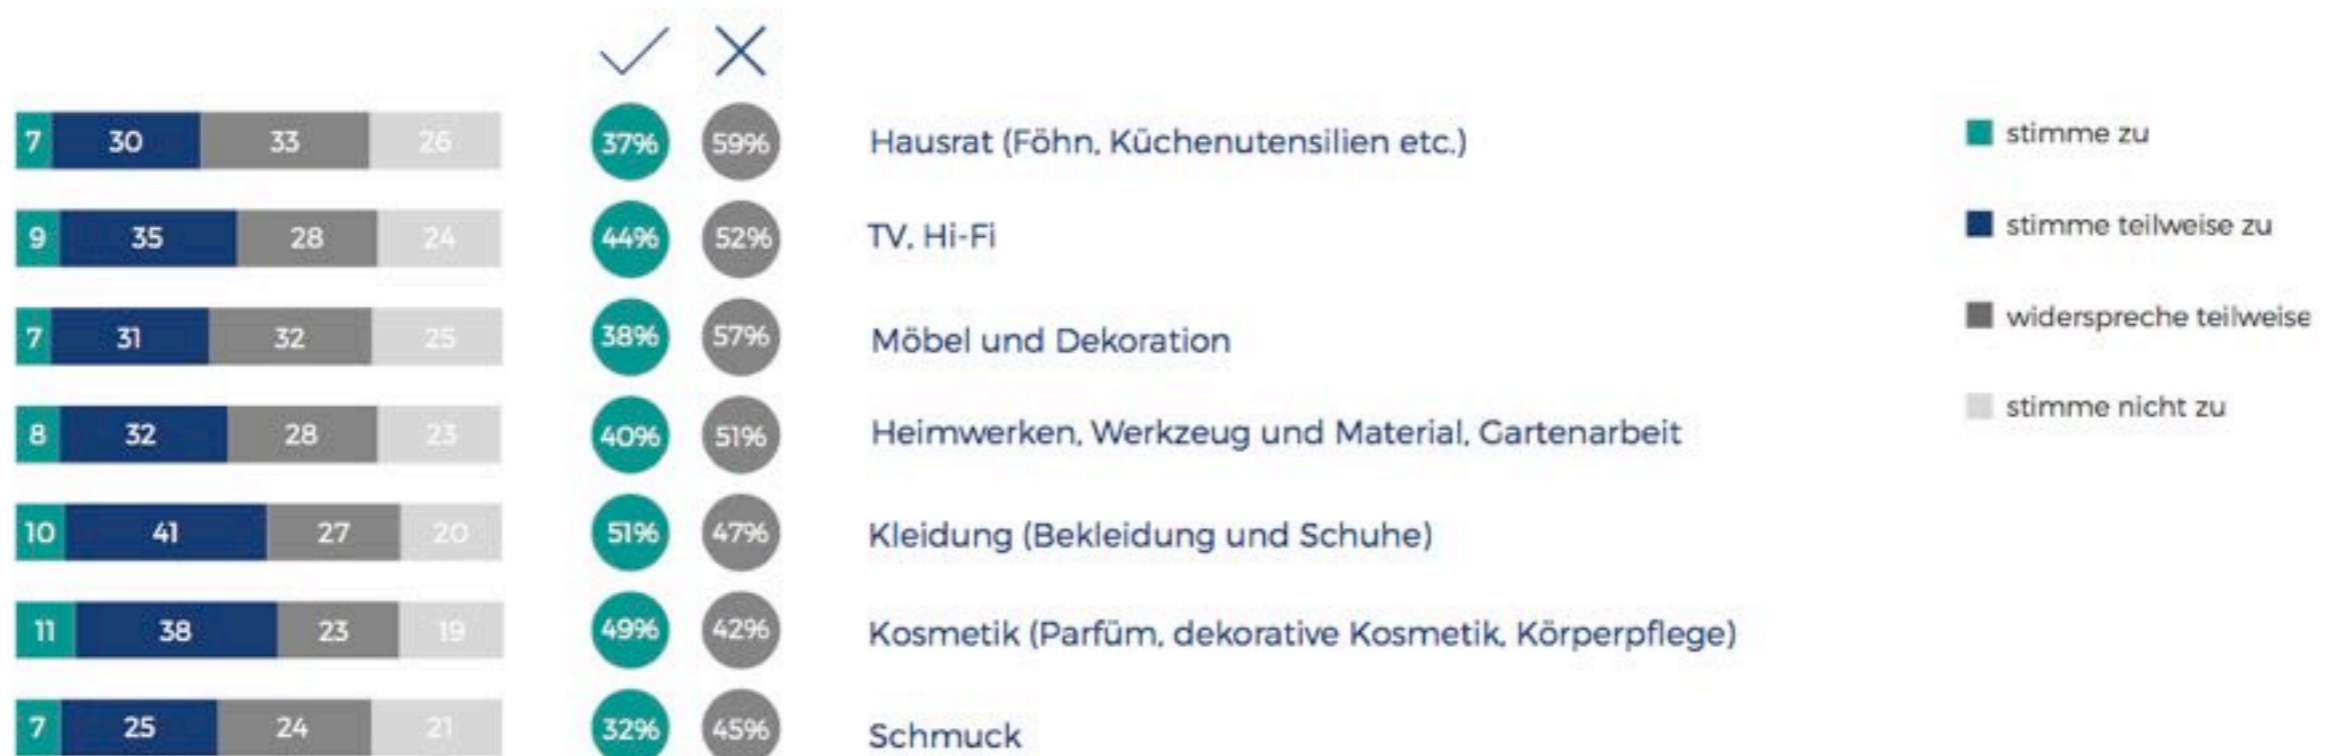 7 30 33 26 37% 59% Hausrat (Föhn, Küchenutensilien etc.)
9 35 28 24 44% 52% TV, Hi-Fi
7 31 32 25 38% 57% Möbel und Dekoration
8 32 28 23 40% 51% Heimwerken, Werkzeug und Material, Gartenarbeit
10 41 27 20 51% 47% Kleidung (Bekleidung und Schuhe)
11 38 23 19 49% 42% Kosmetik (Parfüm, dekorative Kosmetik, Körperpflege)
7 25 24 21 32% 45% Schmuck
stimme zu
stimme teilweise zu
widerspreche teilweise
stimme nicht zu